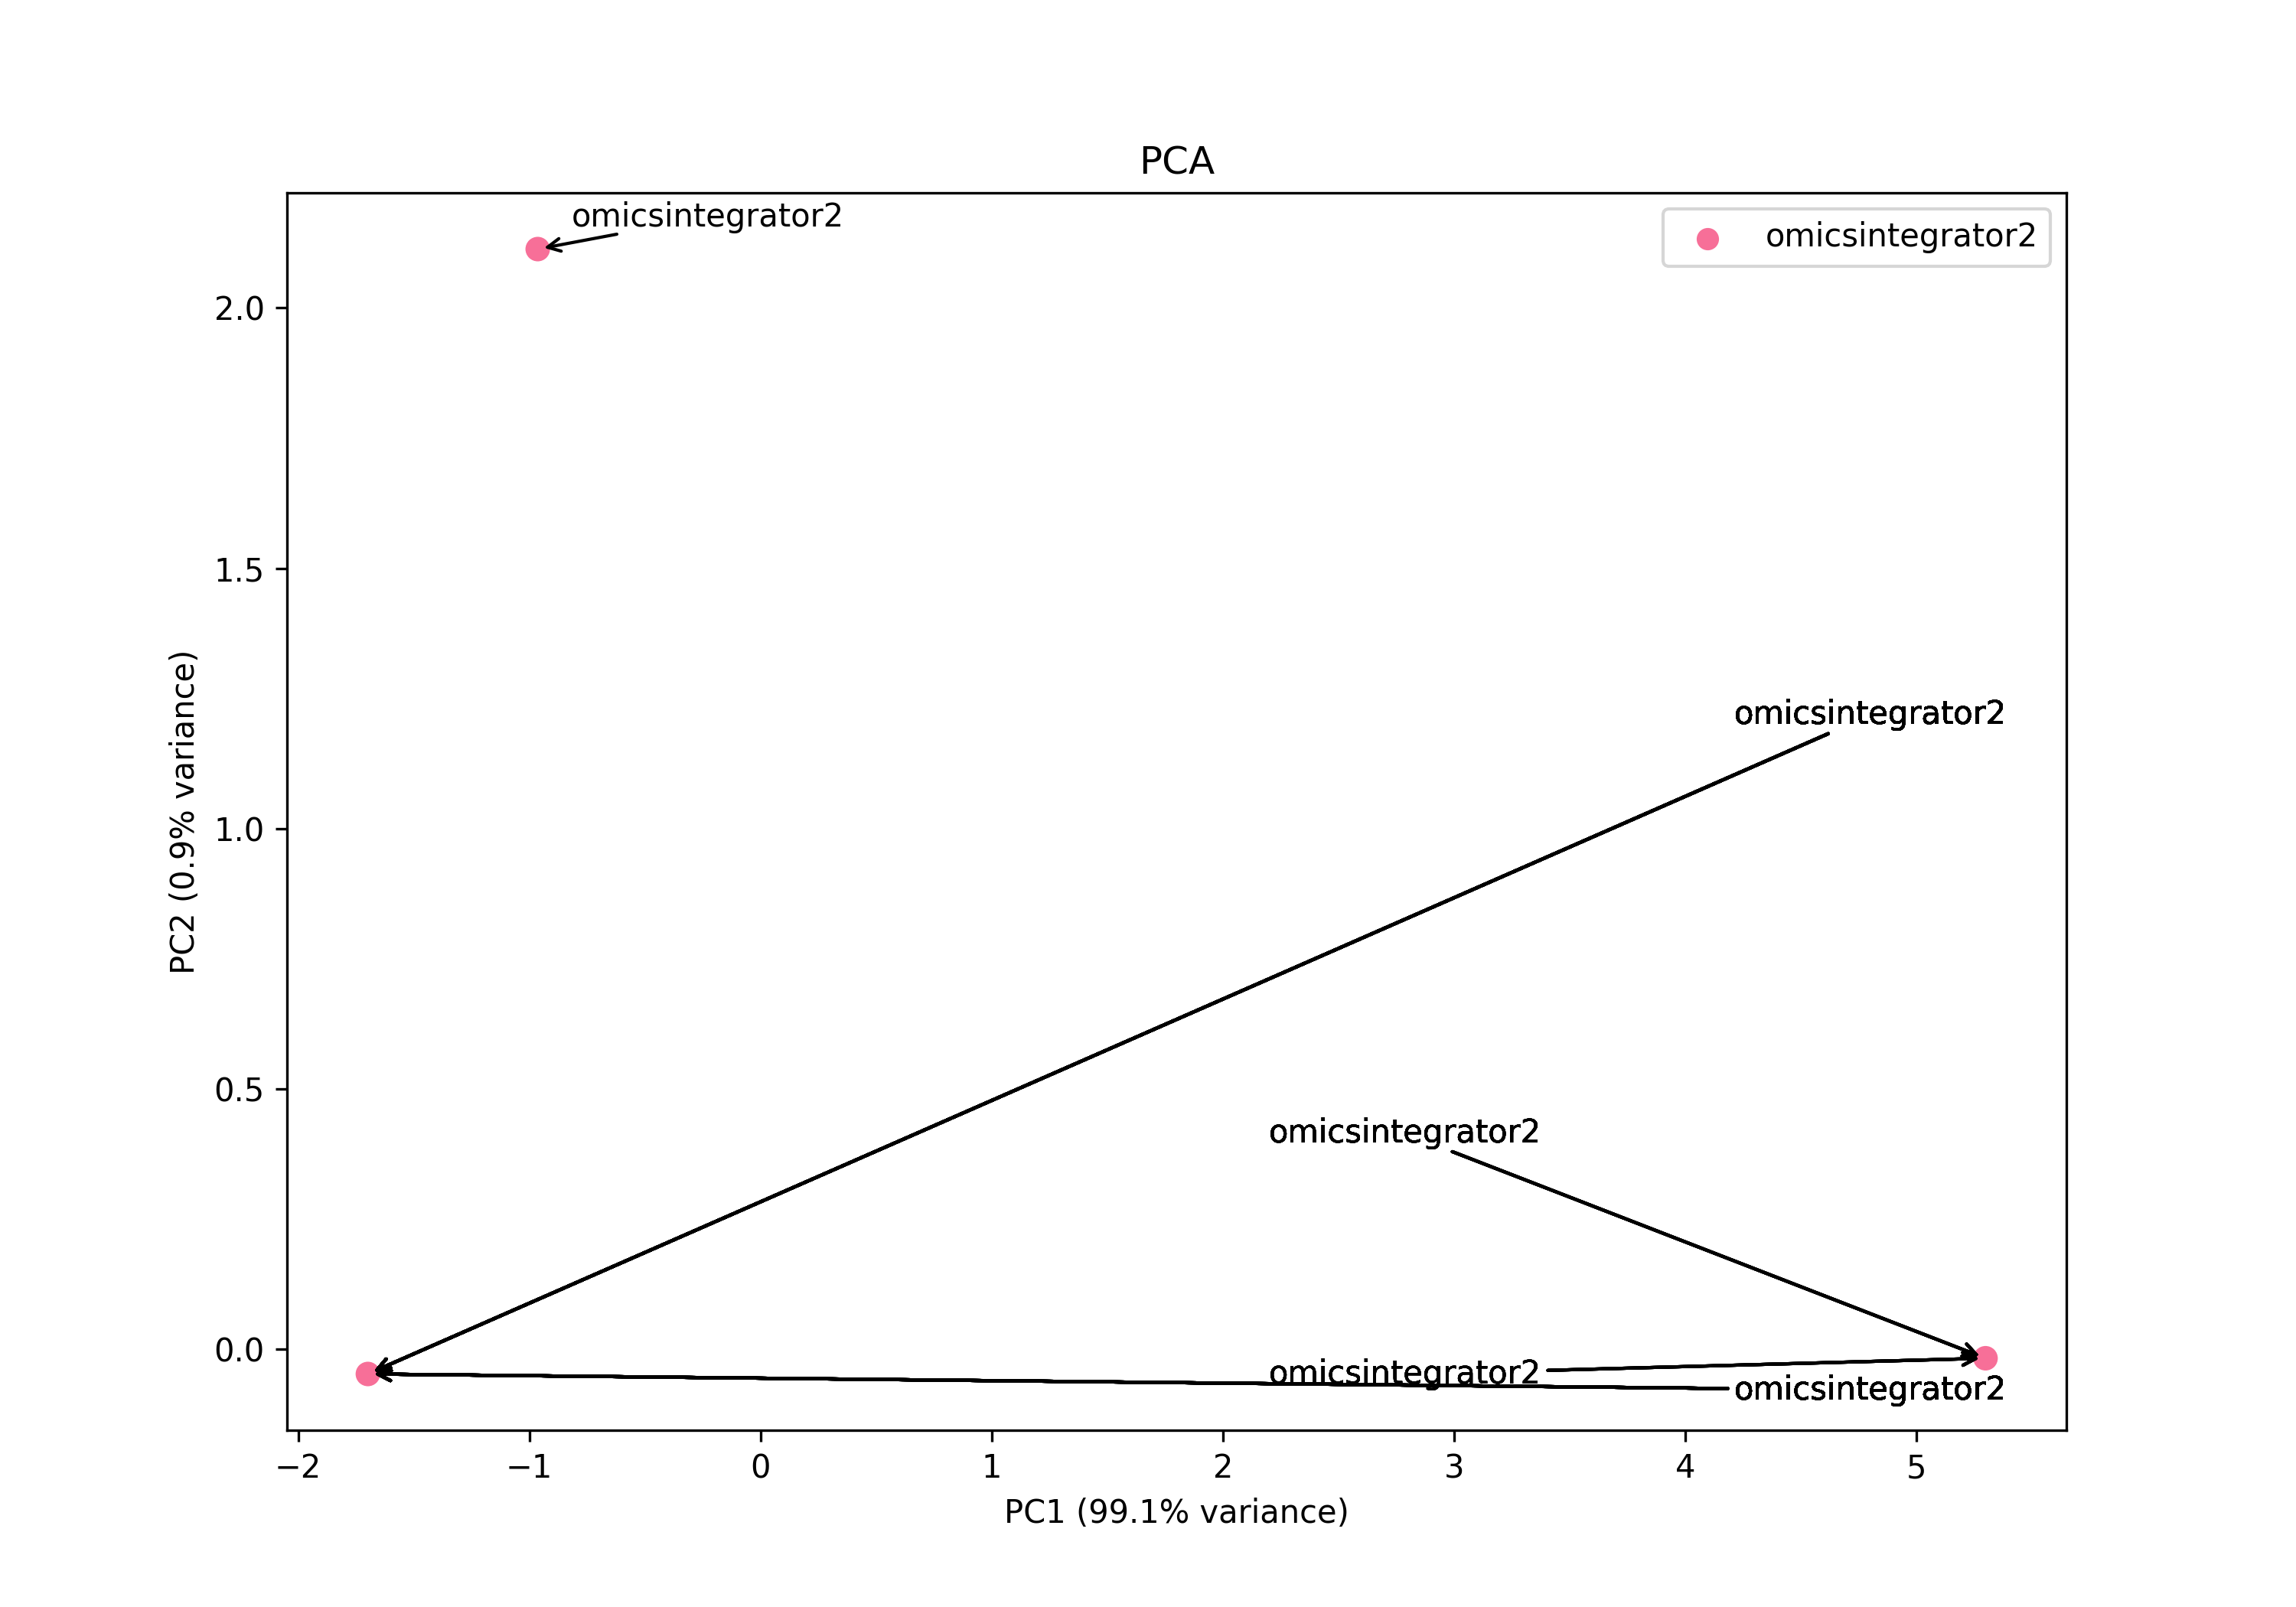 PCA
omicsintegrator2
omicsintegrator2
2.0
1.5
omicsintegrator2
1.0
PC2 (0.9% variance)
omicsintegrator2
0.5
0.0
omicsintegrator2
omicsintegrator2
−2 −1 0 1 2 3 4 5
PC1 (99.1% variance)